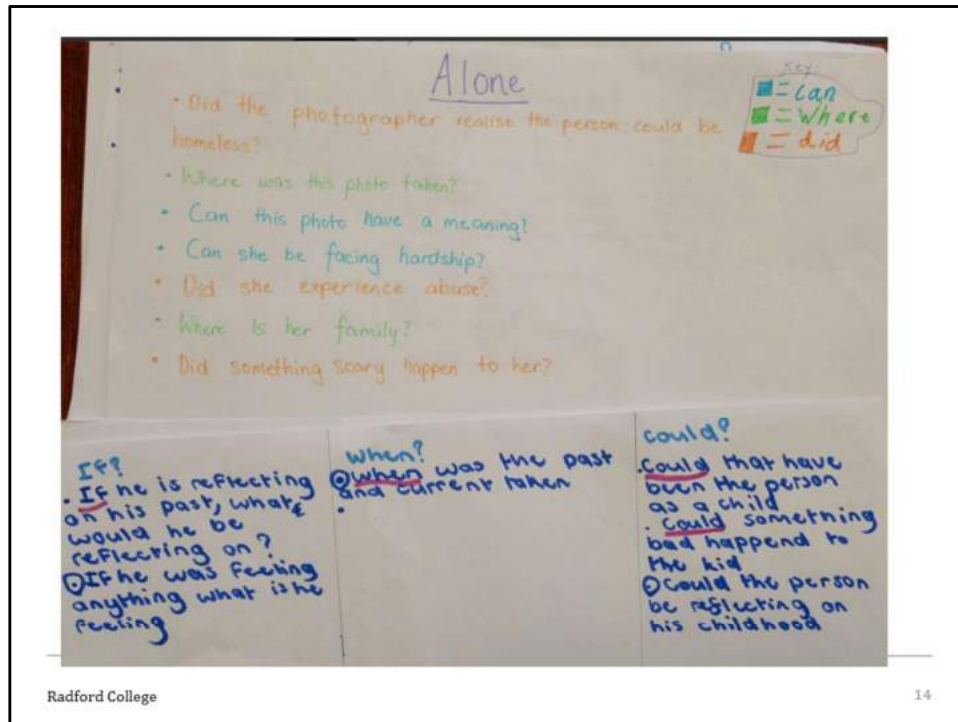 Alone
Key:
= Can
= Where
= did
• Did the photographer realise the person could be
homeless?
• Where was this photo taken?
• Can this photo have a meaning?
• Can she be facing hardship?
• Did she experience abuse?
• Where Is her family?
• Did something scary happen to her?
If?
. If he is reflecting
on his past, what
would he be
reflecting on?
If he was feeling
anything what is he
feeling
when?
when was the past
and current taken
.
could?
. Could that have
been the person
as a child
. Could something
bad happend to
the kid
Could the person
be reflecting on
his childhood
Radford College
14